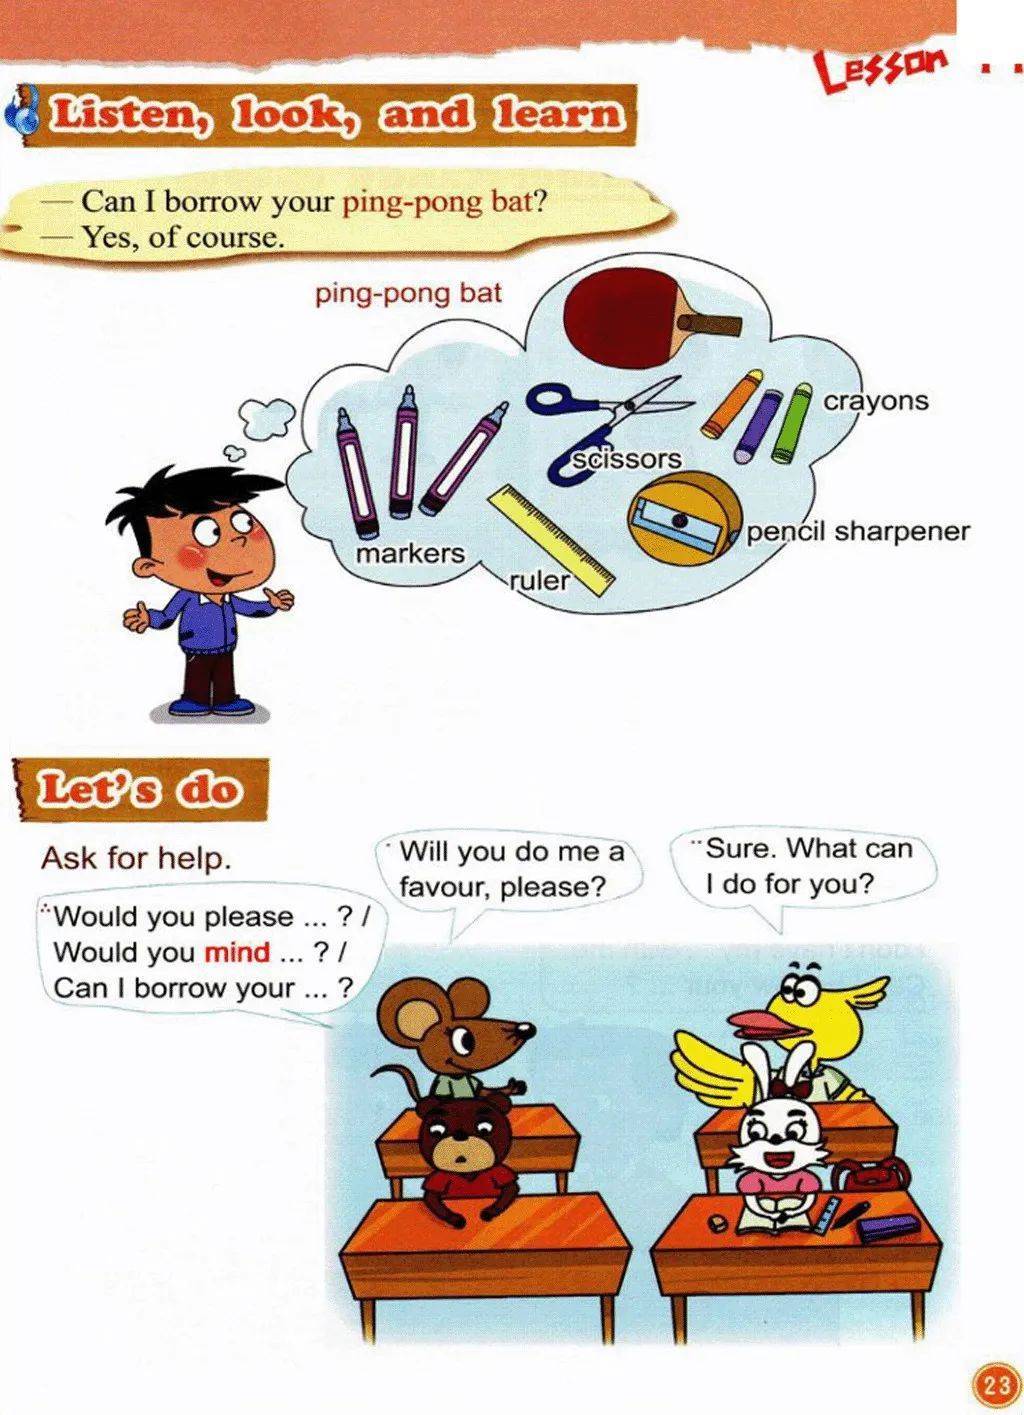 Lesson
Listen, look, and learn
— Can I borrow your ping-pong bat?
— Yes, of course.
ping-pong bat
crayons
scissors
pencil sharpener
markers
ruler
Let's do
Ask for help.
Will you do me a
favour, please?
Sure. What can
I do for you?
Would you please ... ? /
Would you mind ... ? /
Can I borrow your ... ?
23